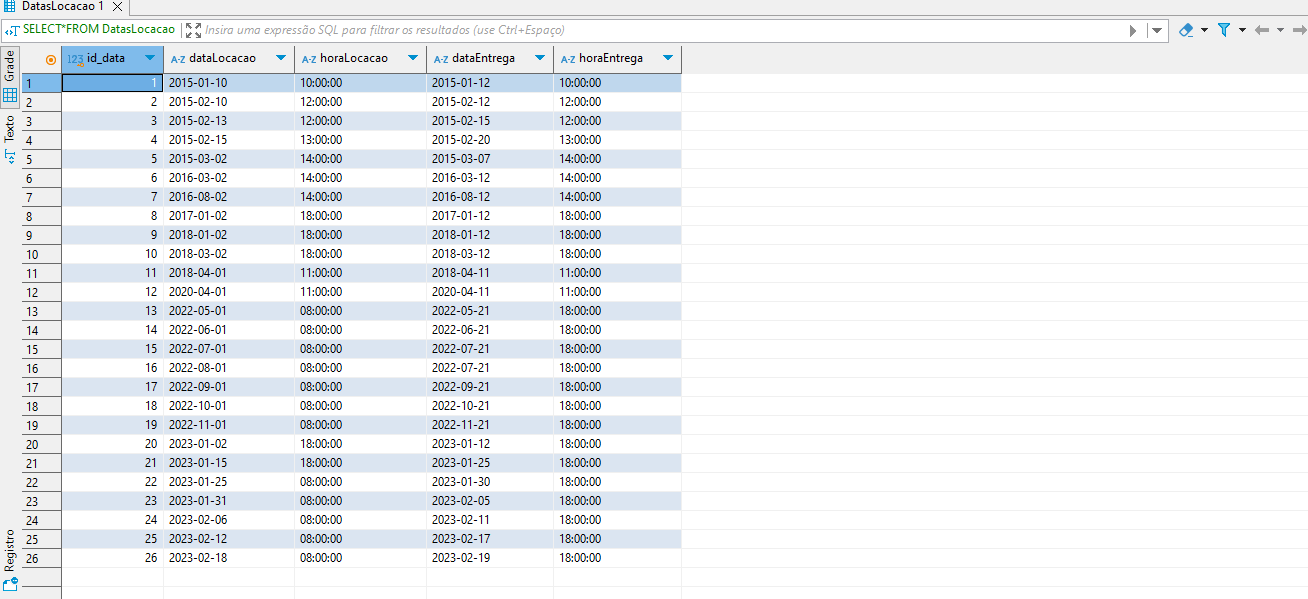 DatasLocacao 1
SELECT*FROM DatasLocacao Insira uma expressão SQL para filtrar os resultados (use Ctrl+Espaço)
Grade
Texto
Registro
123 id_data A-Z dataLocacao A-Z horaLocacao A-Z dataEntrega A-Z horaEntrega
1 1 2015-01-10 10:00:00 2015-01-12 10:00:00
2 2 2015-02-10 12:00:00 2015-02-12 12:00:00
3 3 2015-02-13 12:00:00 2015-02-15 12:00:00
4 4 2015-02-15 13:00:00 2015-02-20 13:00:00
5 5 2015-03-02 14:00:00 2015-03-07 14:00:00
6 6 2016-03-02 14:00:00 2016-03-12 14:00:00
7 7 2016-08-02 14:00:00 2016-08-12 14:00:00
8 8 2017-01-02 18:00:00 2017-01-12 18:00:00
9 9 2018-01-02 18:00:00 2018-01-12 18:00:00
10 10 2018-03-02 18:00:00 2018-03-12 18:00:00
11 11 2018-04-01 11:00:00 2018-04-11 11:00:00
12 12 2020-04-01 11:00:00 2020-04-11 11:00:00
13 13 2022-05-01 08:00:00 2022-05-21 18:00:00
14 14 2022-06-01 08:00:00 2022-06-21 18:00:00
15 15 2022-07-01 08:00:00 2022-07-21 18:00:00
16 16 2022-08-01 08:00:00 2022-07-21 18:00:00
17 17 2022-09-01 08:00:00 2022-09-21 18:00:00
18 18 2022-10-01 08:00:00 2022-10-21 18:00:00
19 19 2022-11-01 08:00:00 2022-11-21 18:00:00
20 20 2023-01-02 18:00:00 2023-01-12 18:00:00
21 21 2023-01-15 18:00:00 2023-01-25 18:00:00
22 22 2023-01-25 08:00:00 2023-01-30 18:00:00
23 23 2023-01-31 08:00:00 2023-02-05 18:00:00
24 24 2023-02-06 08:00:00 2023-02-11 18:00:00
25 25 2023-02-12 08:00:00 2023-02-17 18:00:00
26 26 2023-02-18 08:00:00 2023-02-19 18:00:00